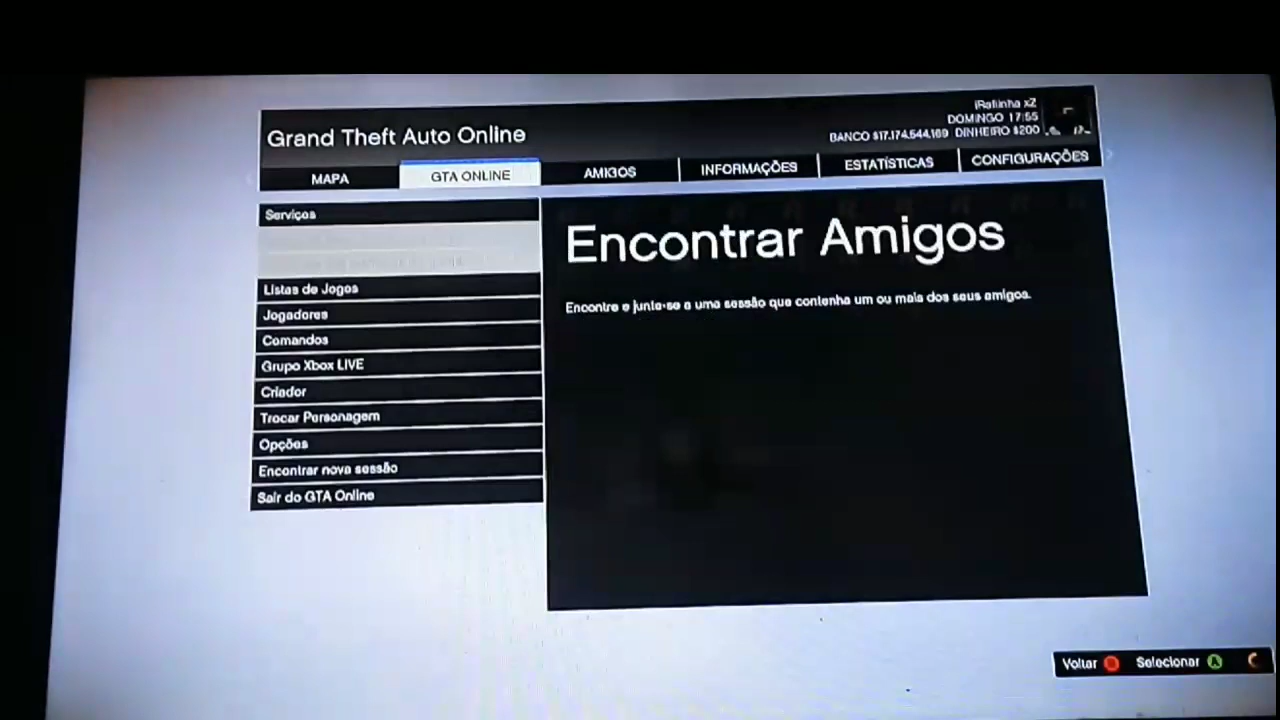 Grand Theft Auto Online
DOMINGO 17:55
BANCO $17.174.544.169 DINHEIRO $200
MAPA
GTA ONLINE
AMIGOS
INFORMAÇÕES
ESTATÍSTICAS
CONFIGURAÇÕES
Serviços
Listas de Jogos
Jogadores
Comandos
Grupo Xbox LIVE
Criador
Trocar Personagem
Opções
Encontrar nova sessão
Sair do GTA Online
Encontrar Amigos
Encontre e junte-se a uma sessão que contenha um ou mais dos seus amigos.
Voltar
Selecionar A